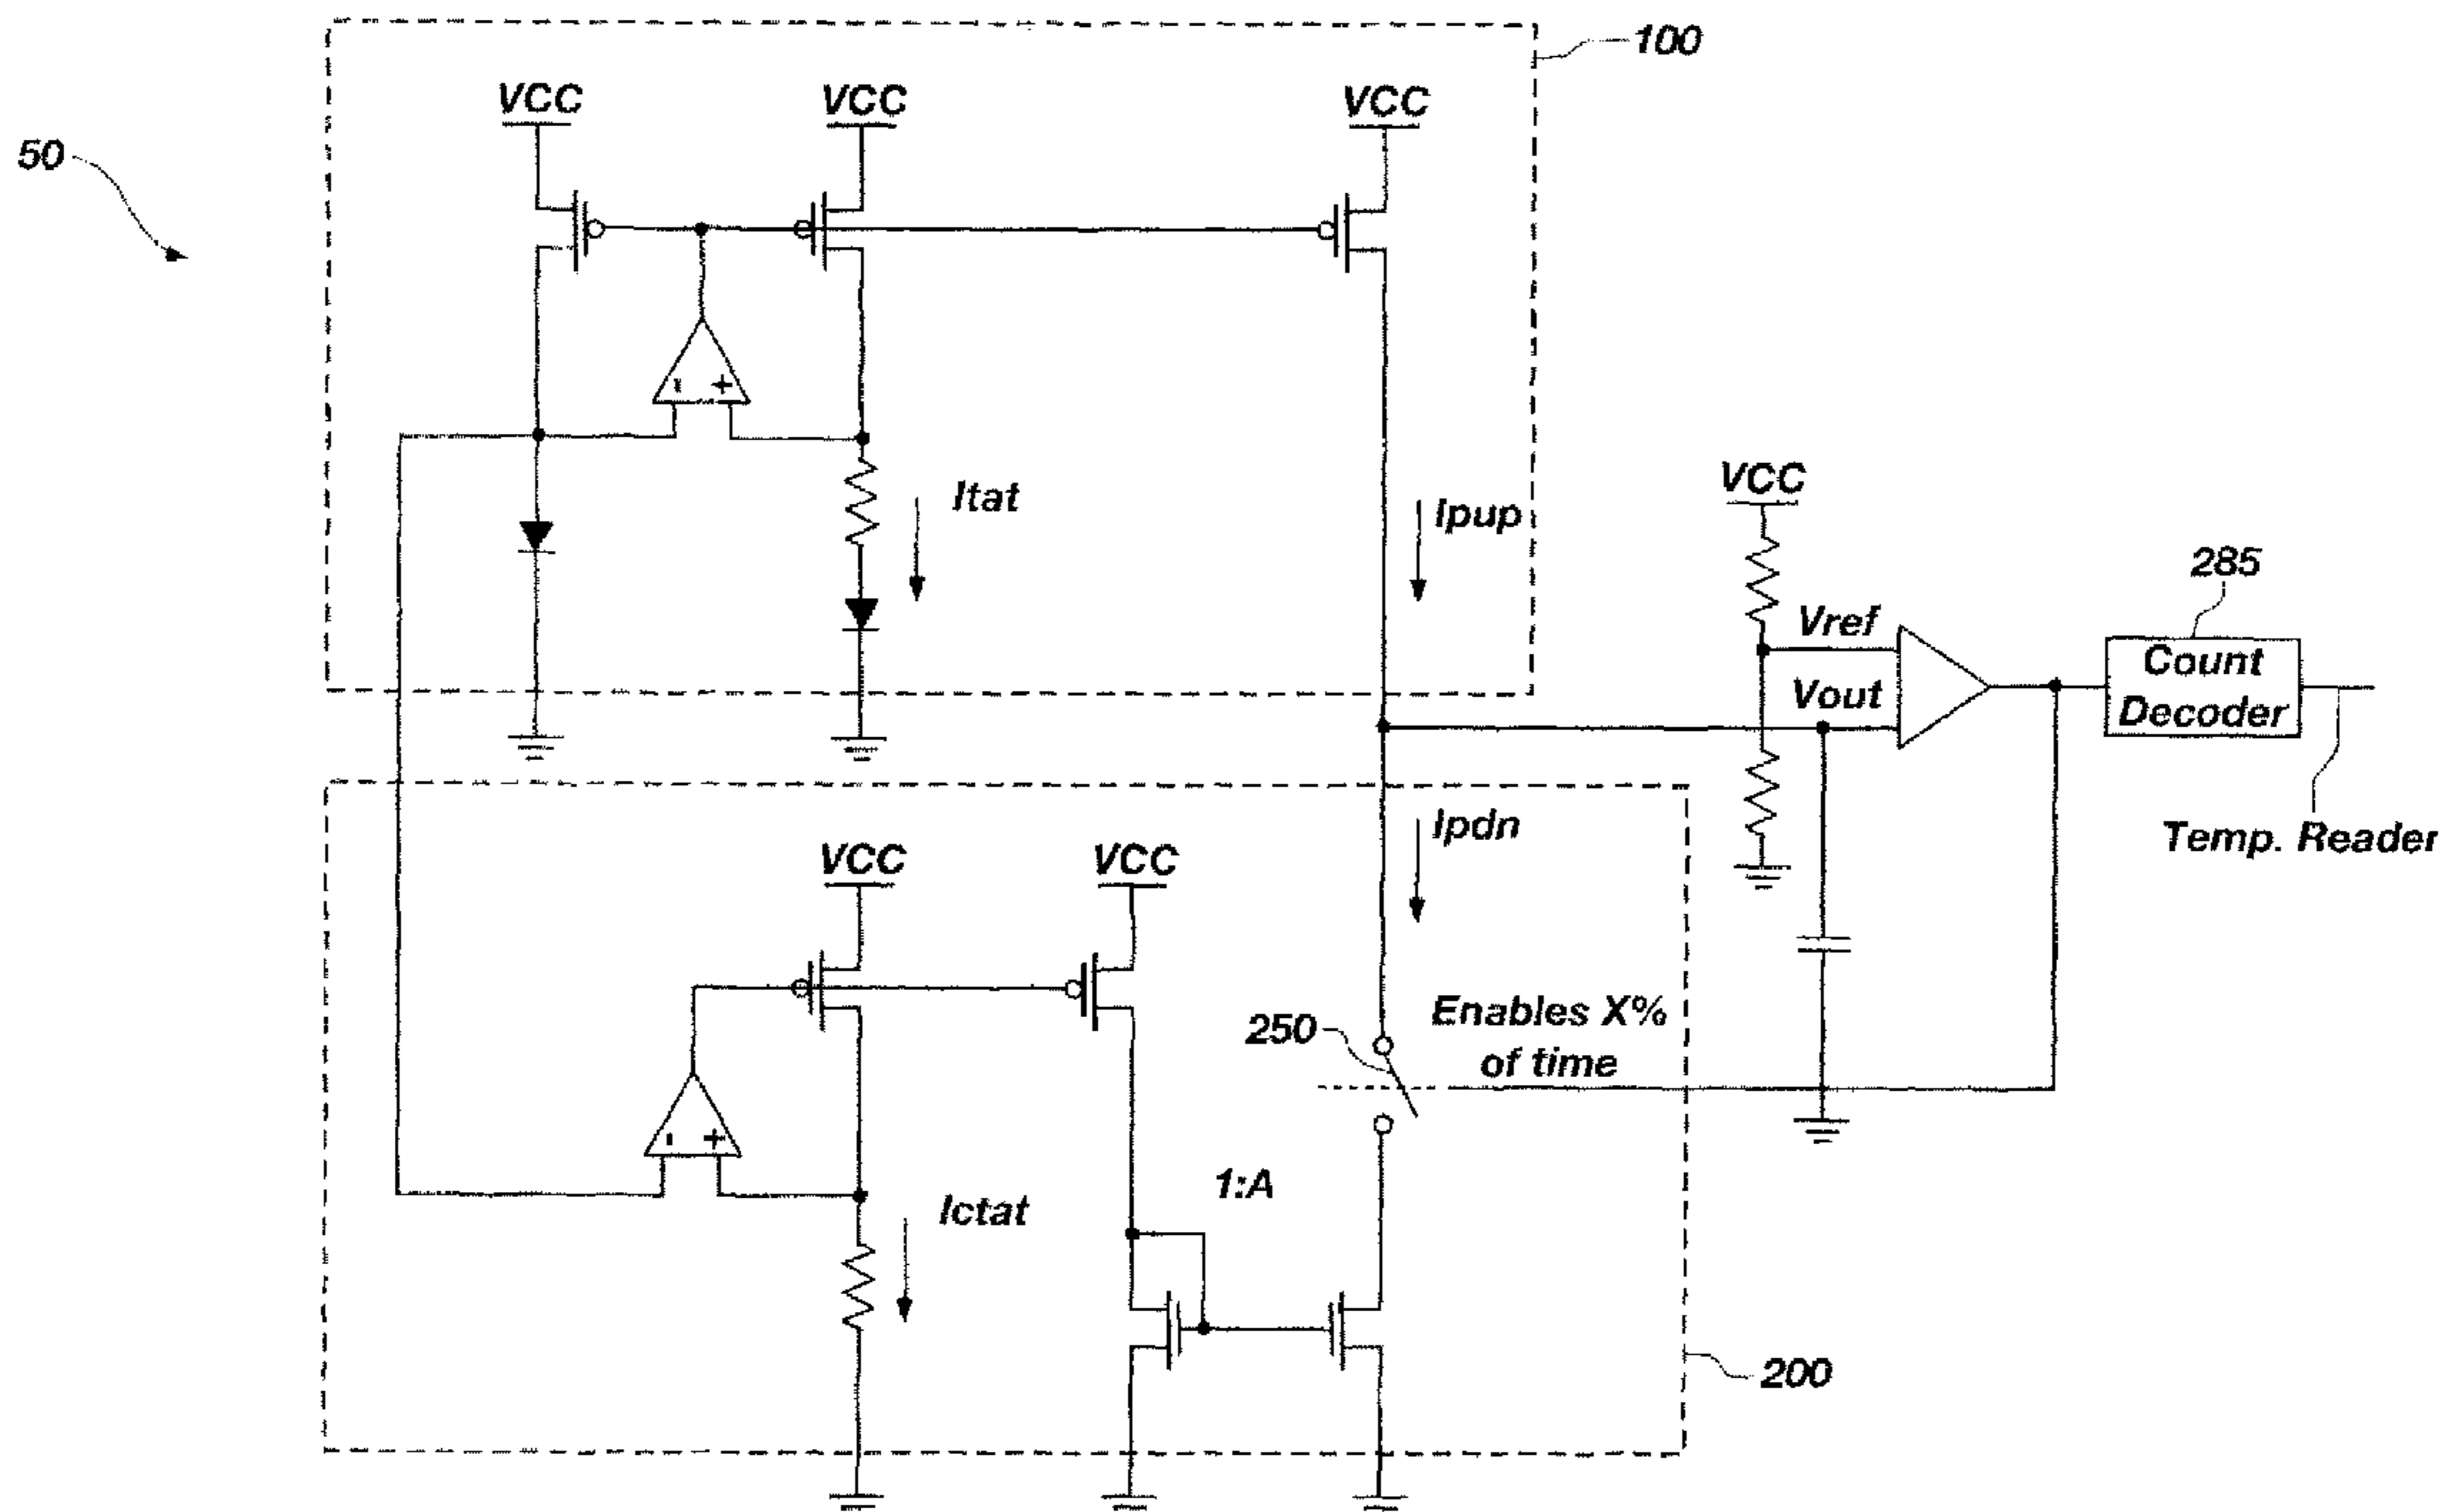 100
VCC VCC VCC
50
- +
Itat
Ipup
VCC
285
Vref
Count
Decoder
Vout
Temp. Reader
Ipdn
VCC VCC
250
Enables X%
of time
- +
1:A
Ictat
200